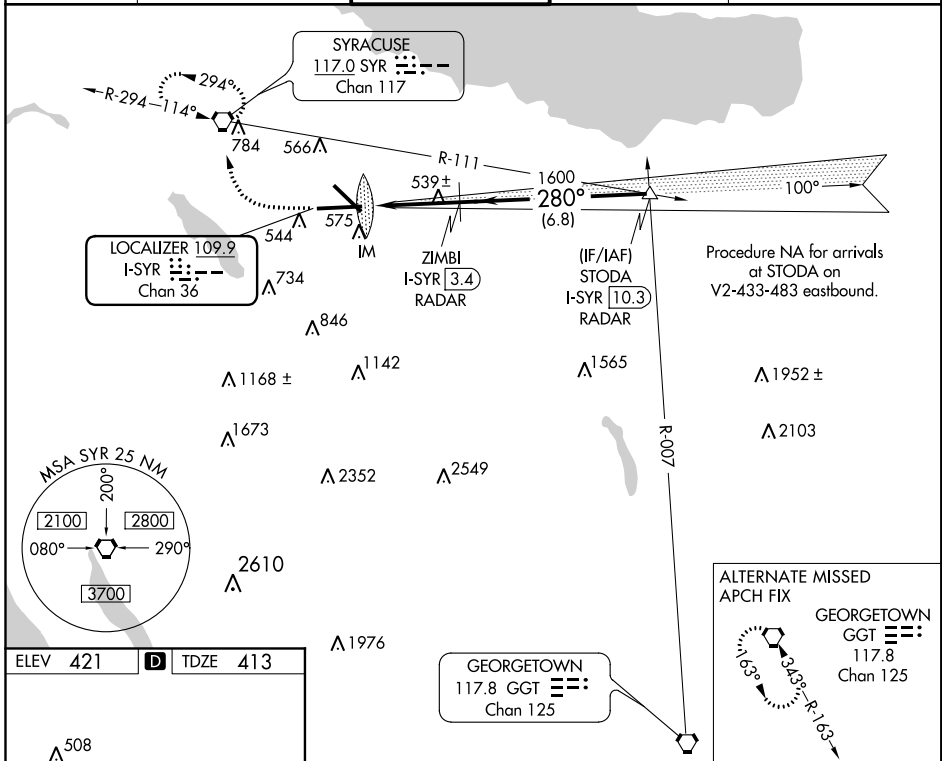 SYRACUSE
117.0 SYR
Chan 117
294°
R-294
114°
784
566
R-111
539 ±
1600
280°
(6.8)
100°
575
544
IM
LOCALIZER 109.9
I-SYR
Chan 36
ZIMBI
I-SYR 3.4
RADAR
(IF/IAF)
STODA
I-SYR 10.3
RADAR
Procedure NA for arrivals
at STODA on
V2-433-483 eastbound.
734
846
1142
1168 ±
1565
1952 ±
1673
2103
R-007
2352
2549
MSA SYR 25 NM
200°
2100
2800
080°
290°
3700
2610
1976
ALTERNATE MISSED
APCH FIX
GEORGETOWN
GGT
117.8
Chan 125
163°
343°
R-163
GEORGETOWN
117.8 GGT
Chan 125
ELEV 421 D TDZE 413
508